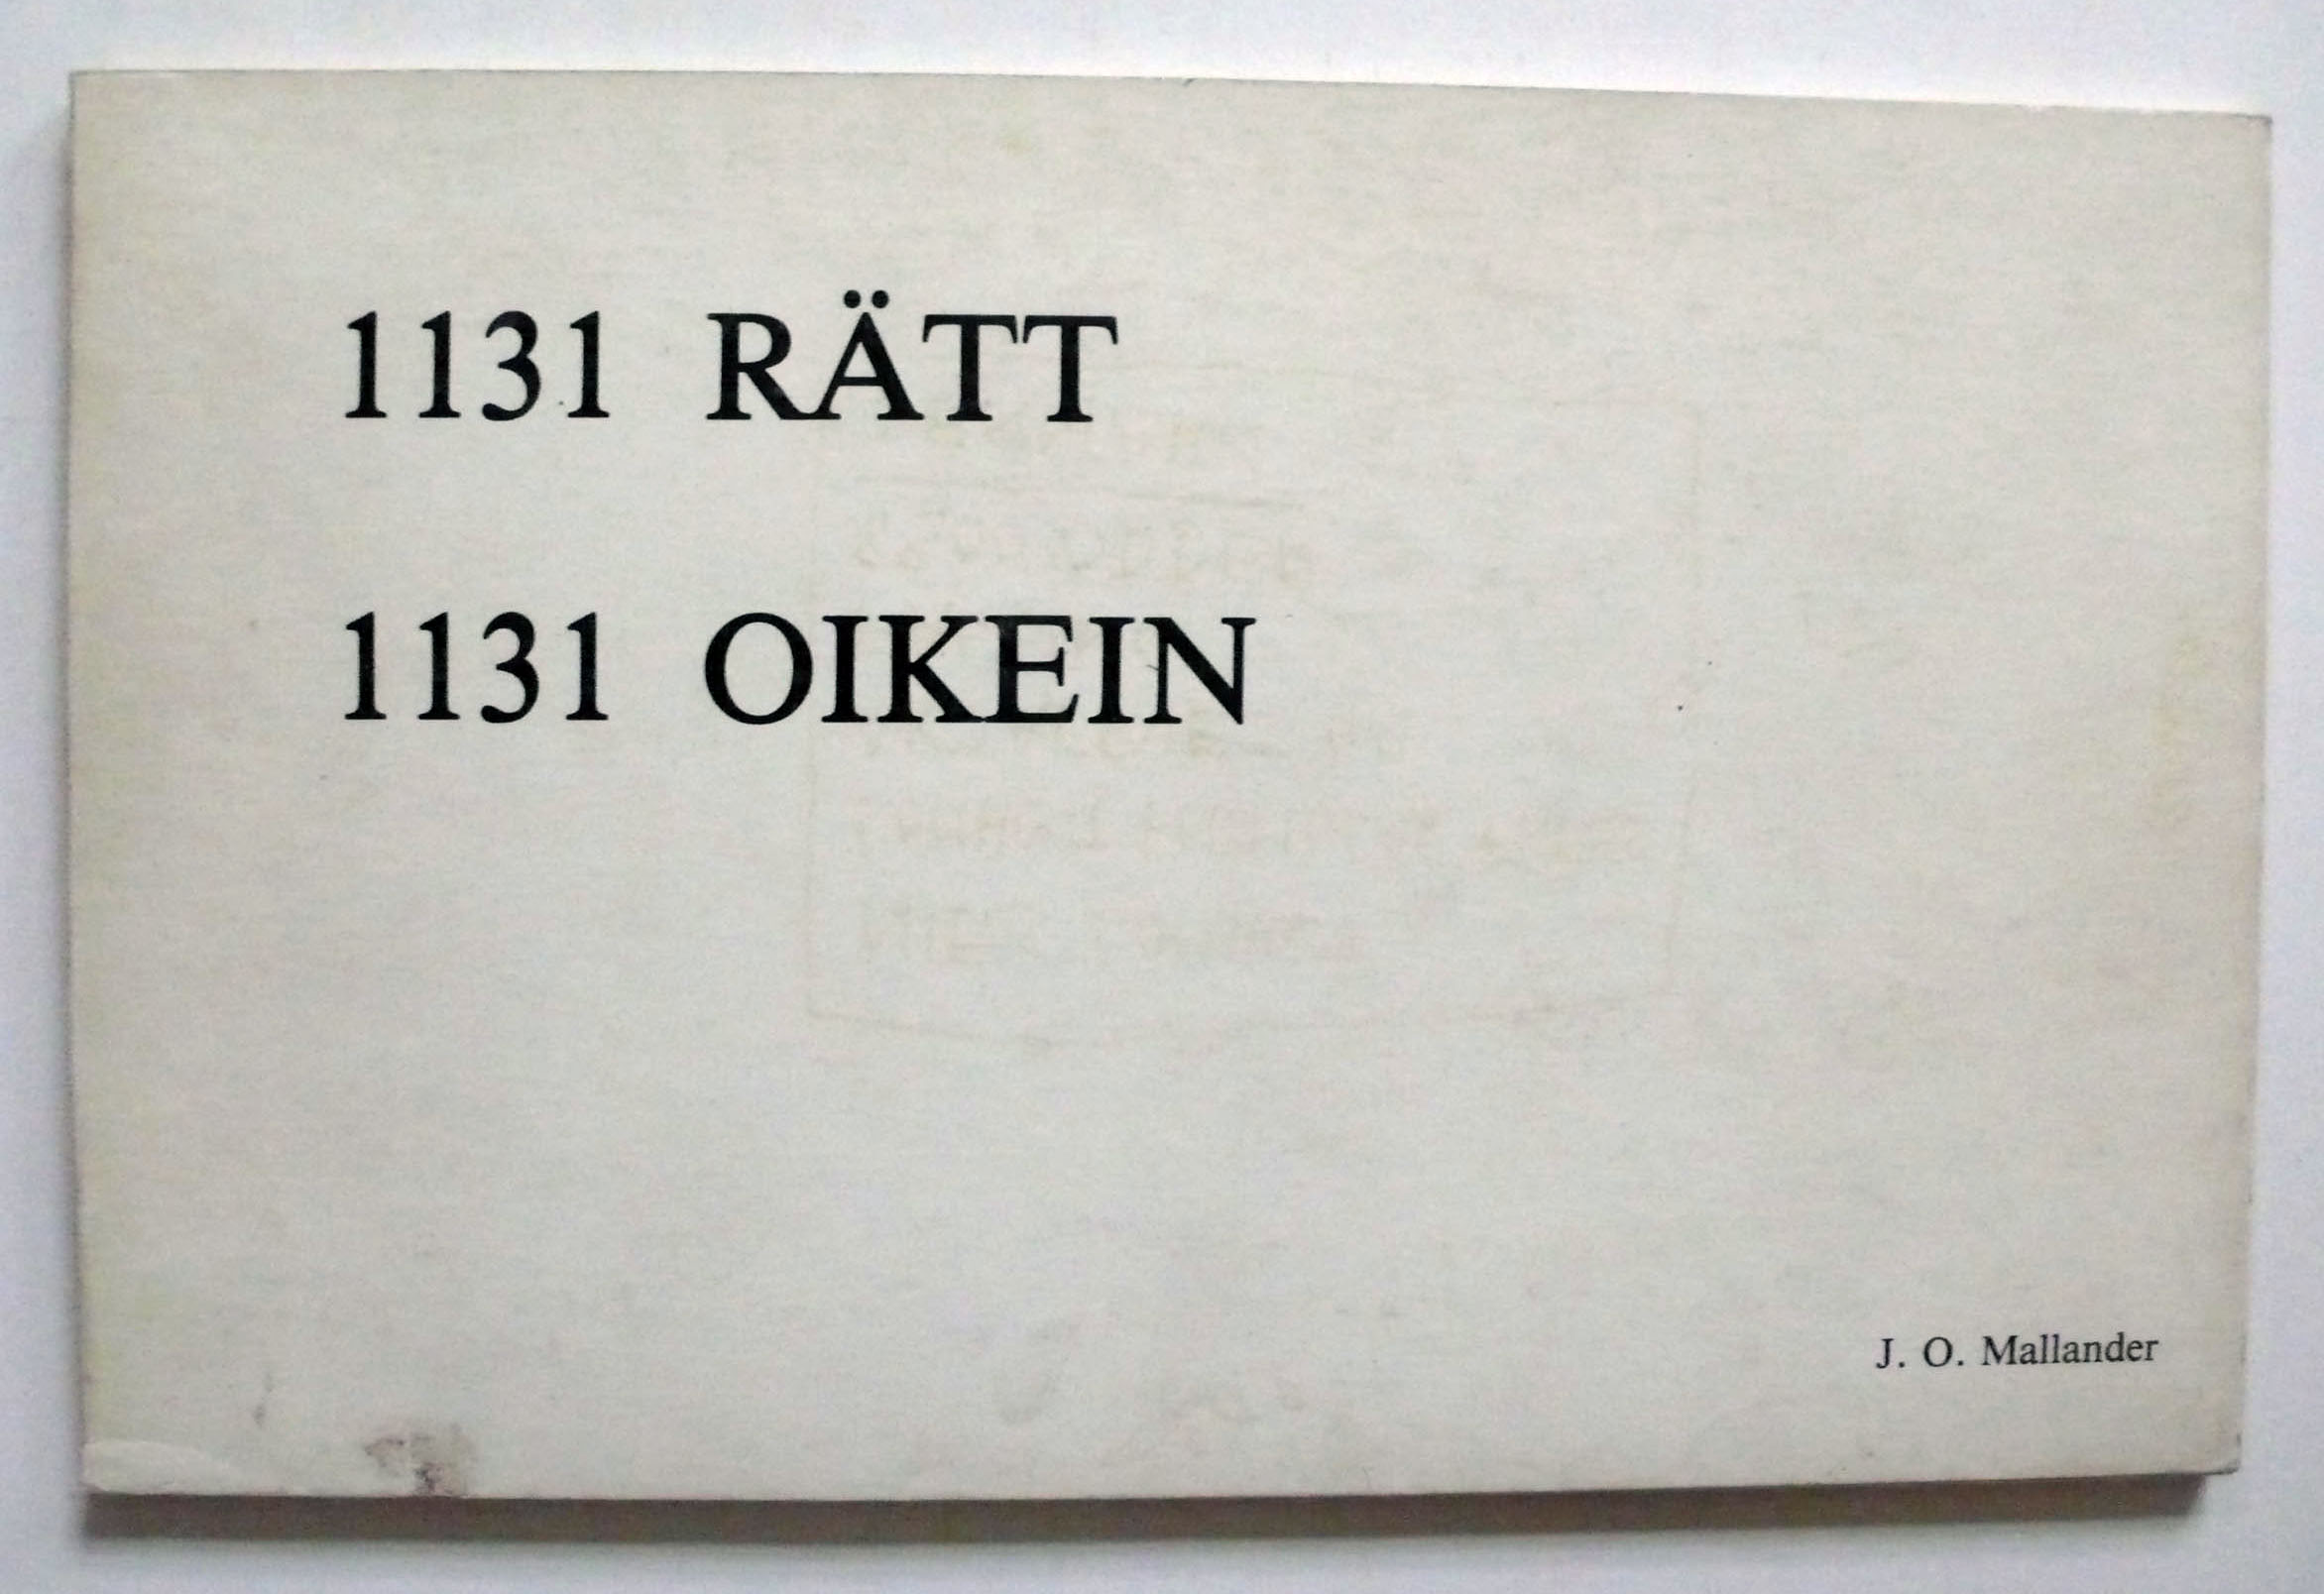 1131 RÄTT
1131 OIKEIN
J. O. Mallander